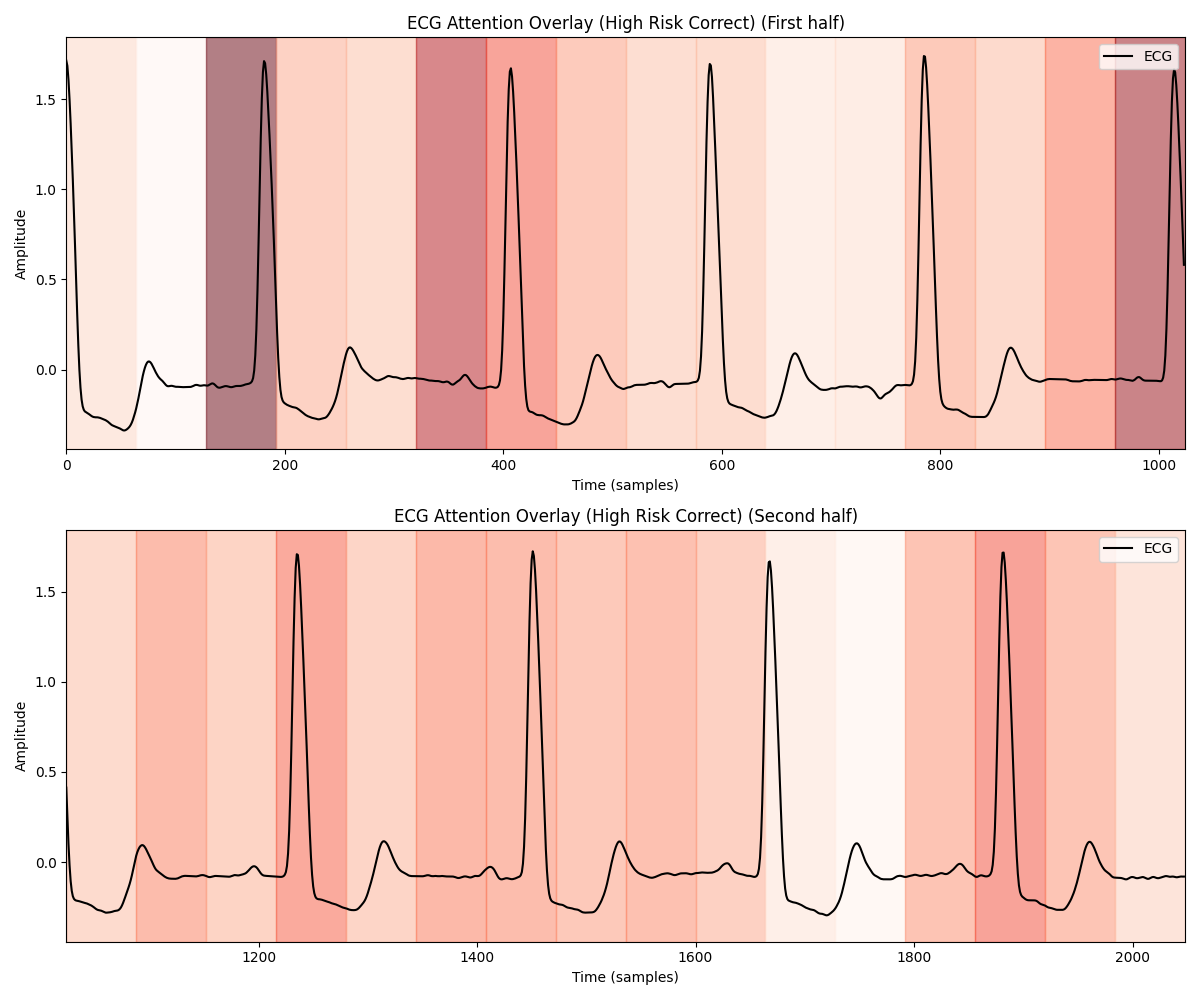 ECG Attention Overlay (High Risk Correct) (First half)
ECG
Amplitude
1.5
1.0
0.5
0.0
0 200 400 600 800 1000
Time (samples)
ECG Attention Overlay (High Risk Correct) (Second half)
ECG
Amplitude
1.5
1.0
0.5
0.0
1200 1400 1600 1800 2000
Time (samples)